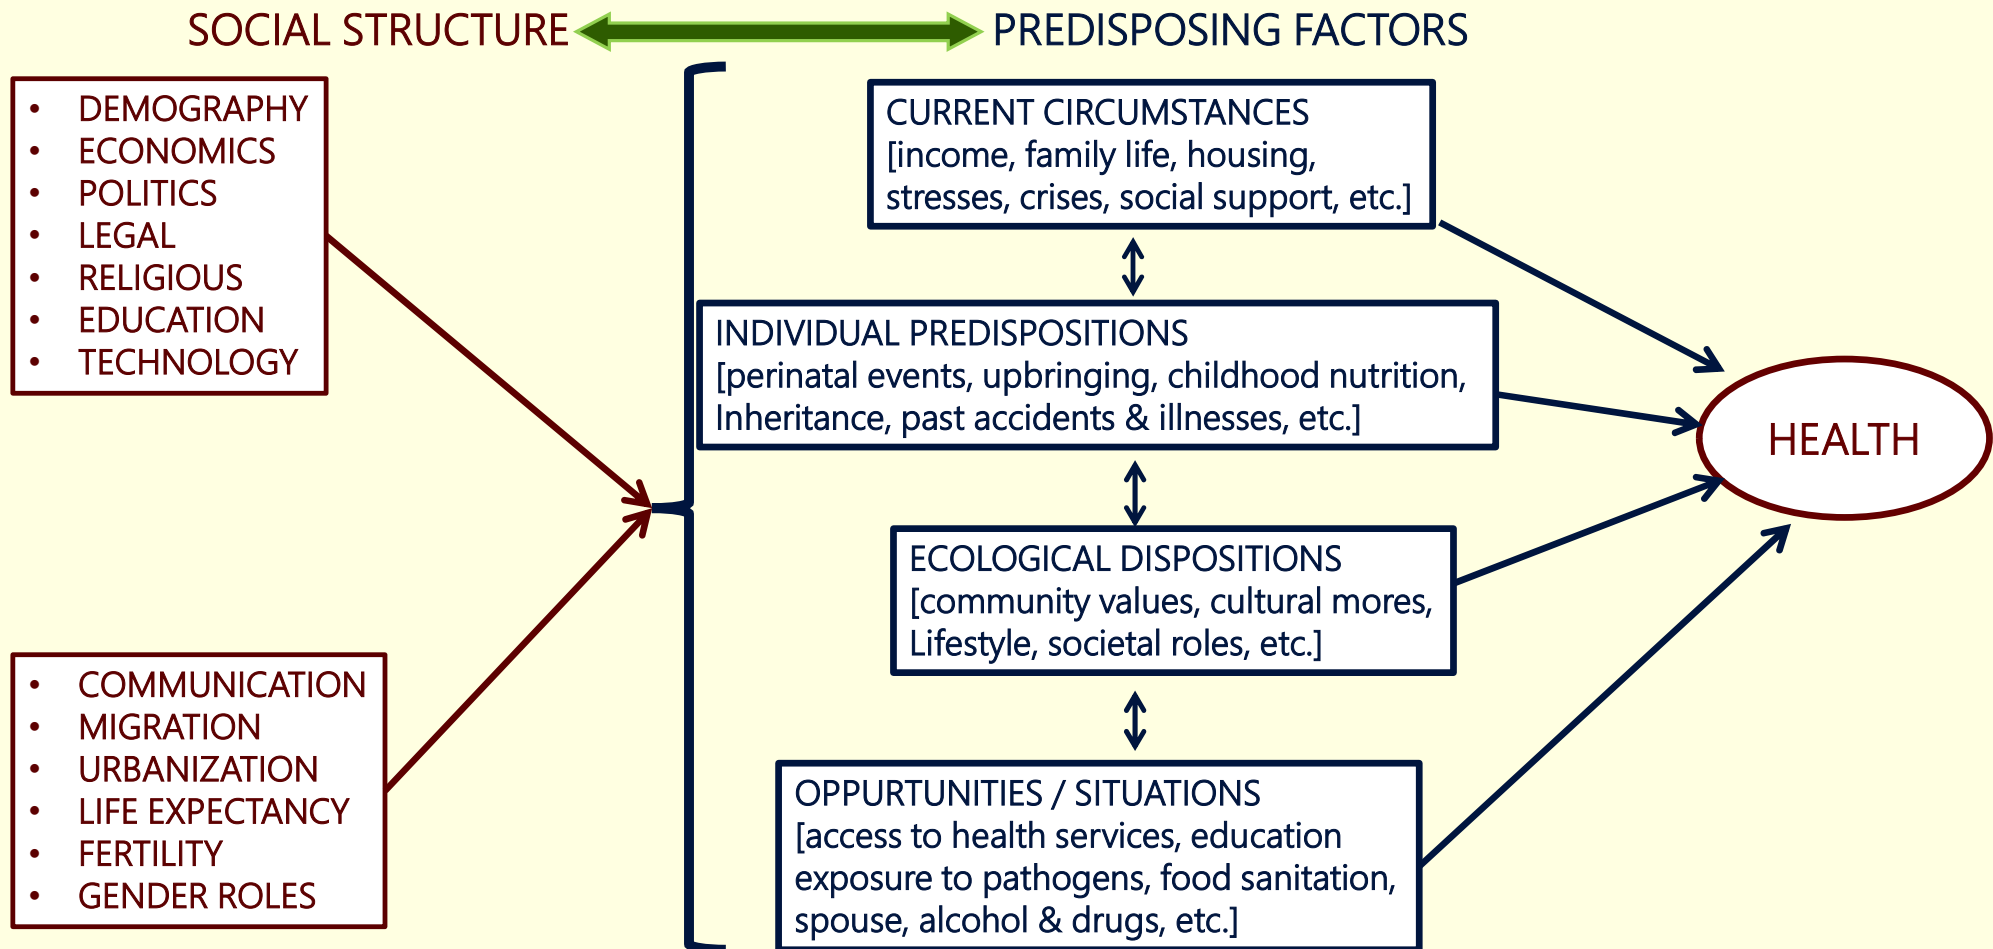 SOCIAL STRUCTURE
PREDISPOSING FACTORS
• DEMOGRAPHY
• ECONOMICS
• POLITICS
• LEGAL
• RELIGIOUS
• EDUCATION
• TECHNOLOGY
• COMMUNICATION
• MIGRATION
• URBANIZATION
• LIFE EXPECTANCY
• FERTILITY
• GENDER ROLES
CURRENT CIRCUMSTANCES
[income, family life, housing,
stresses, crises, social support, etc.]
INDIVIDUAL PREDISPOSITIONS
[perinatal events, upbringing, childhood nutrition,
Inheritance, past accidents & illnesses, etc.]
ECOLOGICAL DISPOSITIONS
[community values, cultural mores,
Lifestyle, societal roles, etc.]
OPPURTUNITIES / SITUATIONS
[access to health services, education
exposure to pathogens, food sanitation,
spouse, alcohol & drugs, etc.]
HEALTH